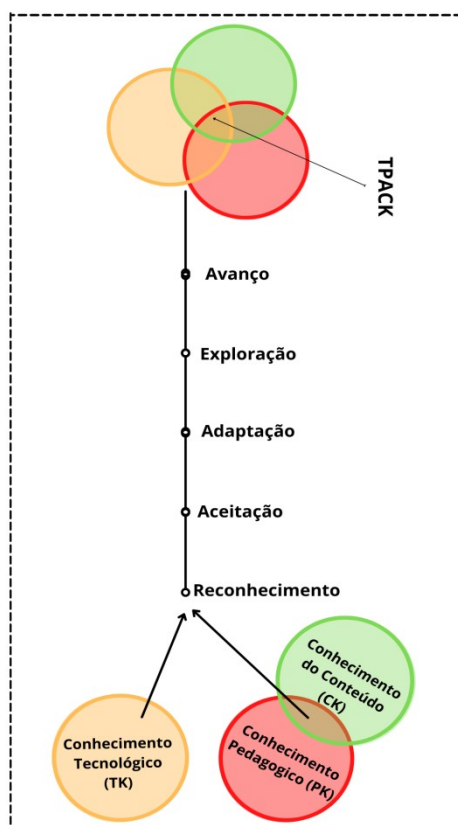 TPACK
Avanço
Exploração
Adaptação
Aceitação
Reconhecimento
Conhecimento
do Conteúdo
(CK)
Conhecimento
Tecnológico
(TK)
Conhecimento
Pedagogico (PK)